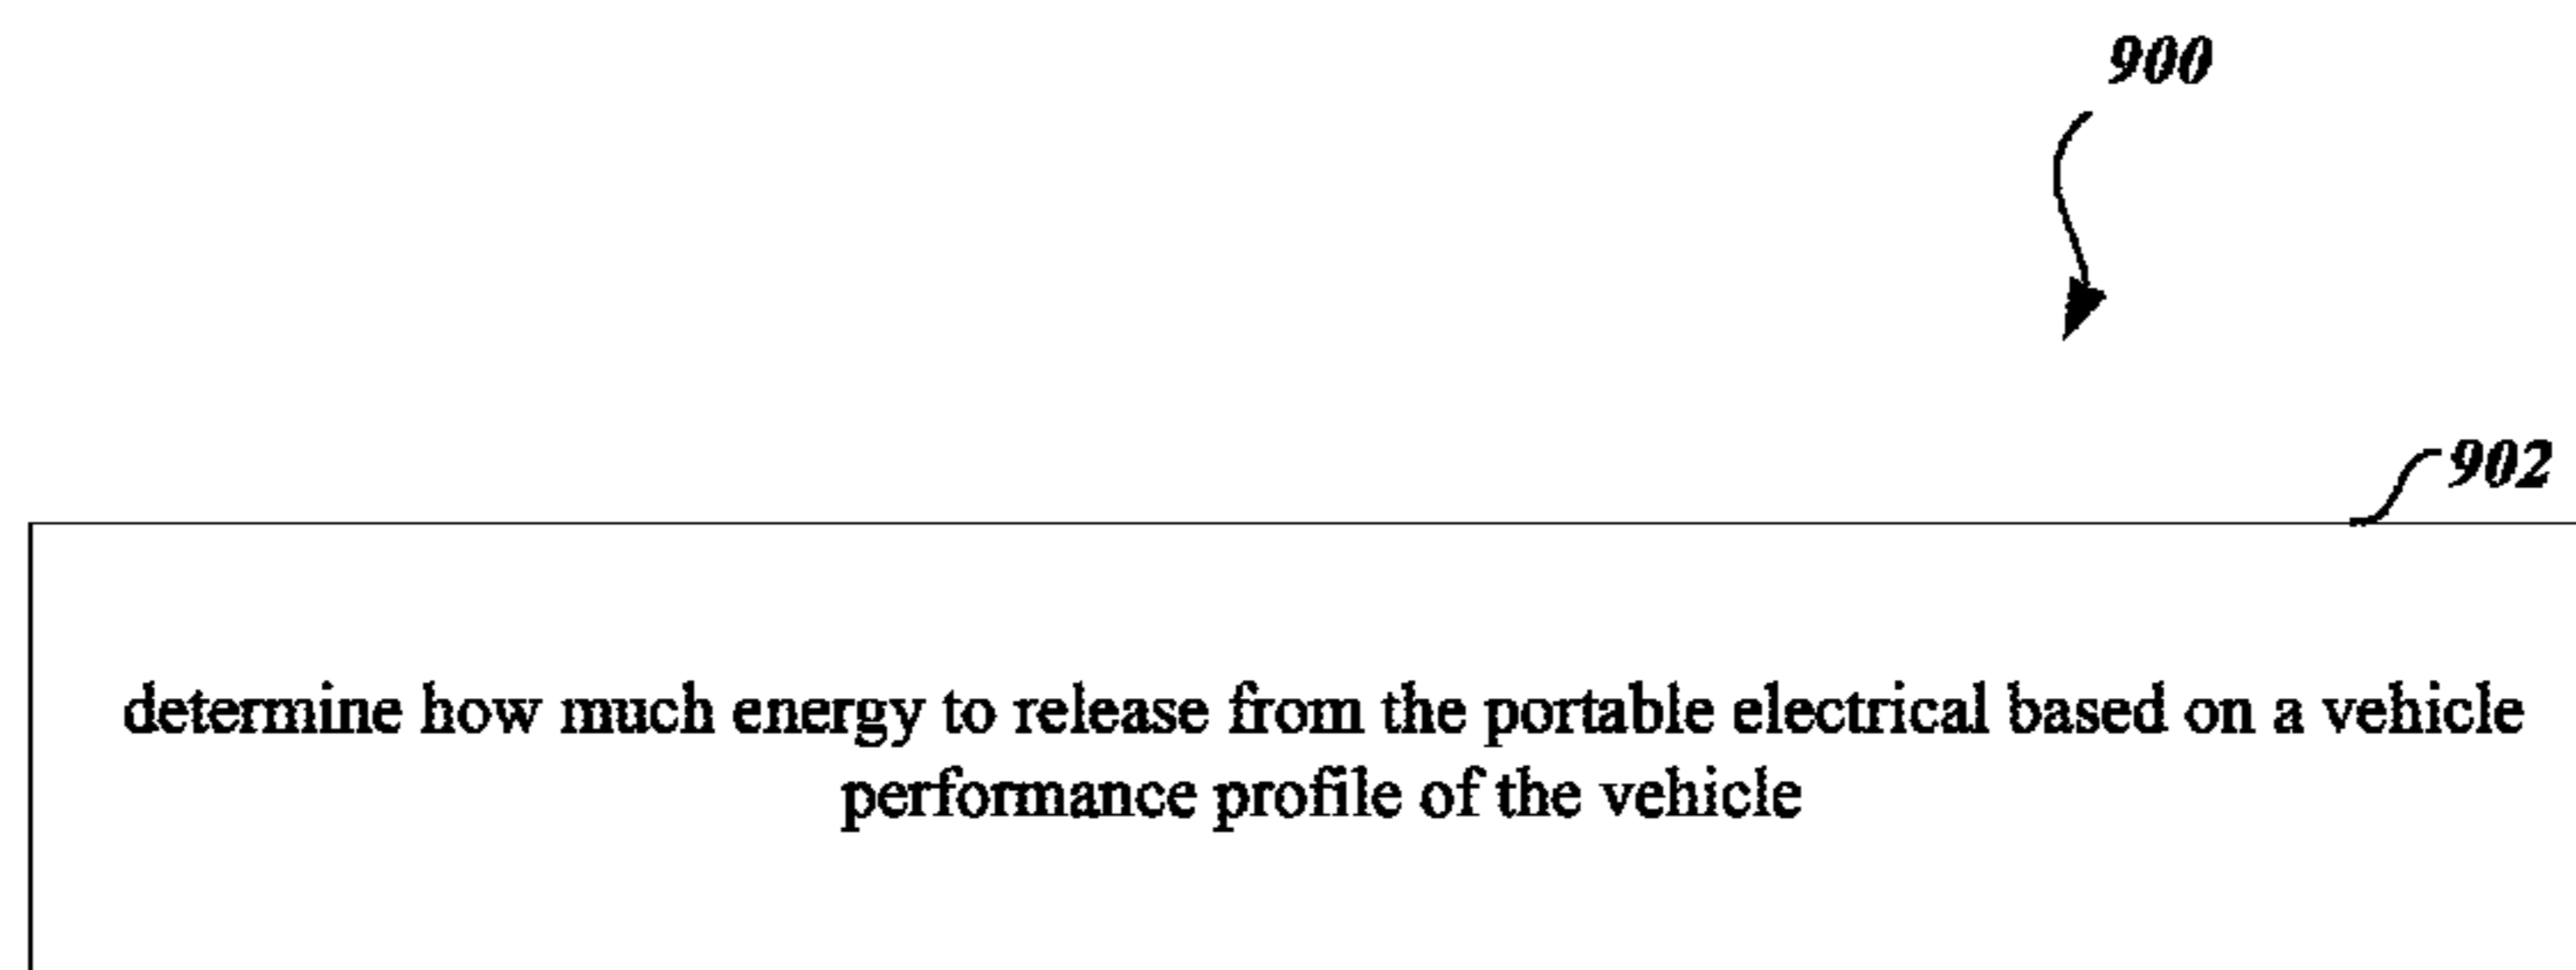 900
902
determine how much energy to release from the portable electrical based on a vehicle
performance profile of the vehicle